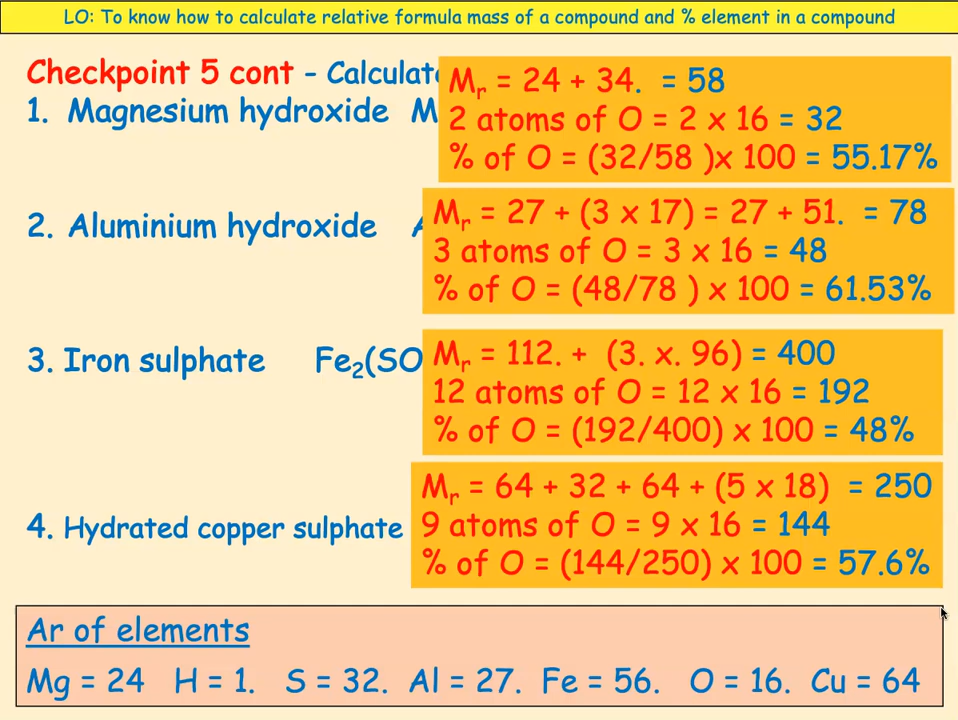 LO: To know how to calculate relative formula mass of a compound and % element in a compound
Checkpoint 5 cont - Calculate
1. Magnesium hydroxide M
Mr = 24 + 34. = 58
2 atoms of O = 2 x 16 = 32
% of O = (32/58 )x 100 = 55.17%
2. Aluminium hydroxide
Mr = 27 + (3 x 17) = 27 + 51. = 78
3 atoms of O = 3 x 16 = 48
% of O = (48/78 ) x 100 = 61.53%
3. Iron sulphate Fe₂(SO
Mr = 112. + (3. x. 96) = 400
12 atoms of O = 12 x 16 = 192
% of O = (192/400) x 100 = 48%
4. Hydrated copper sulphate
Mr = 64 + 32 + 64 + (5 x 18) = 250
9 atoms of O = 9 x 16 = 144
% of O = (144/250) x 100 = 57.6%
Ar of elements
Mg = 24 H = 1. S = 32. Al = 27. Fe = 56. O = 16. Cu = 64